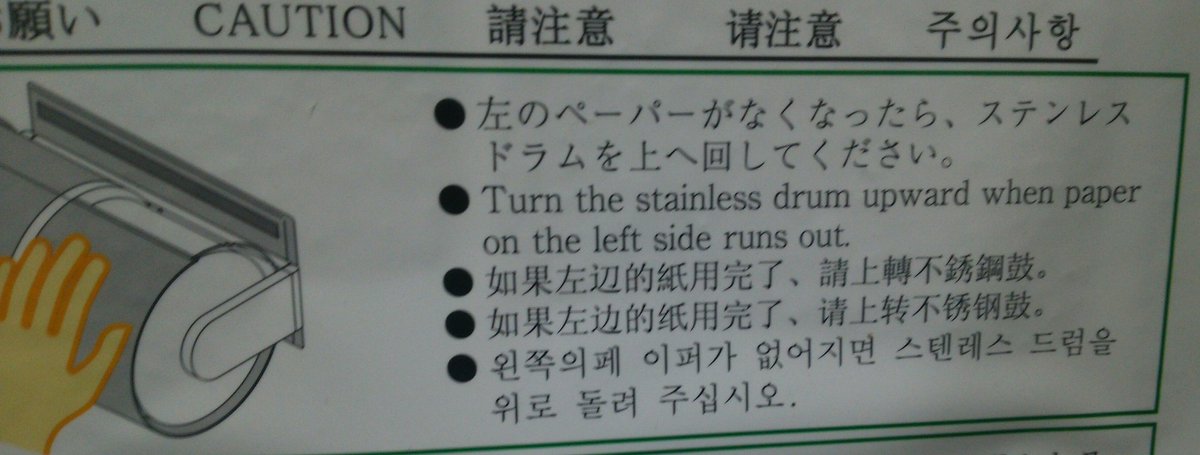 願い CAUTION 請注意 请注意 주의사항
●左のペーパーがなくなったら、ステンレス
ドラムを上へ回してください。
●Turn the stainless drum upward when paper
on the left side runs out.
●如果左辺的紙用完了、請上轉不銹鋼鼓。
●如果左边的纸用完了、请上转不锈钢鼓。
●왼쪽의페 이퍼가 없어지면 스텐레스 드럼을
위로 돌려 주십시오.